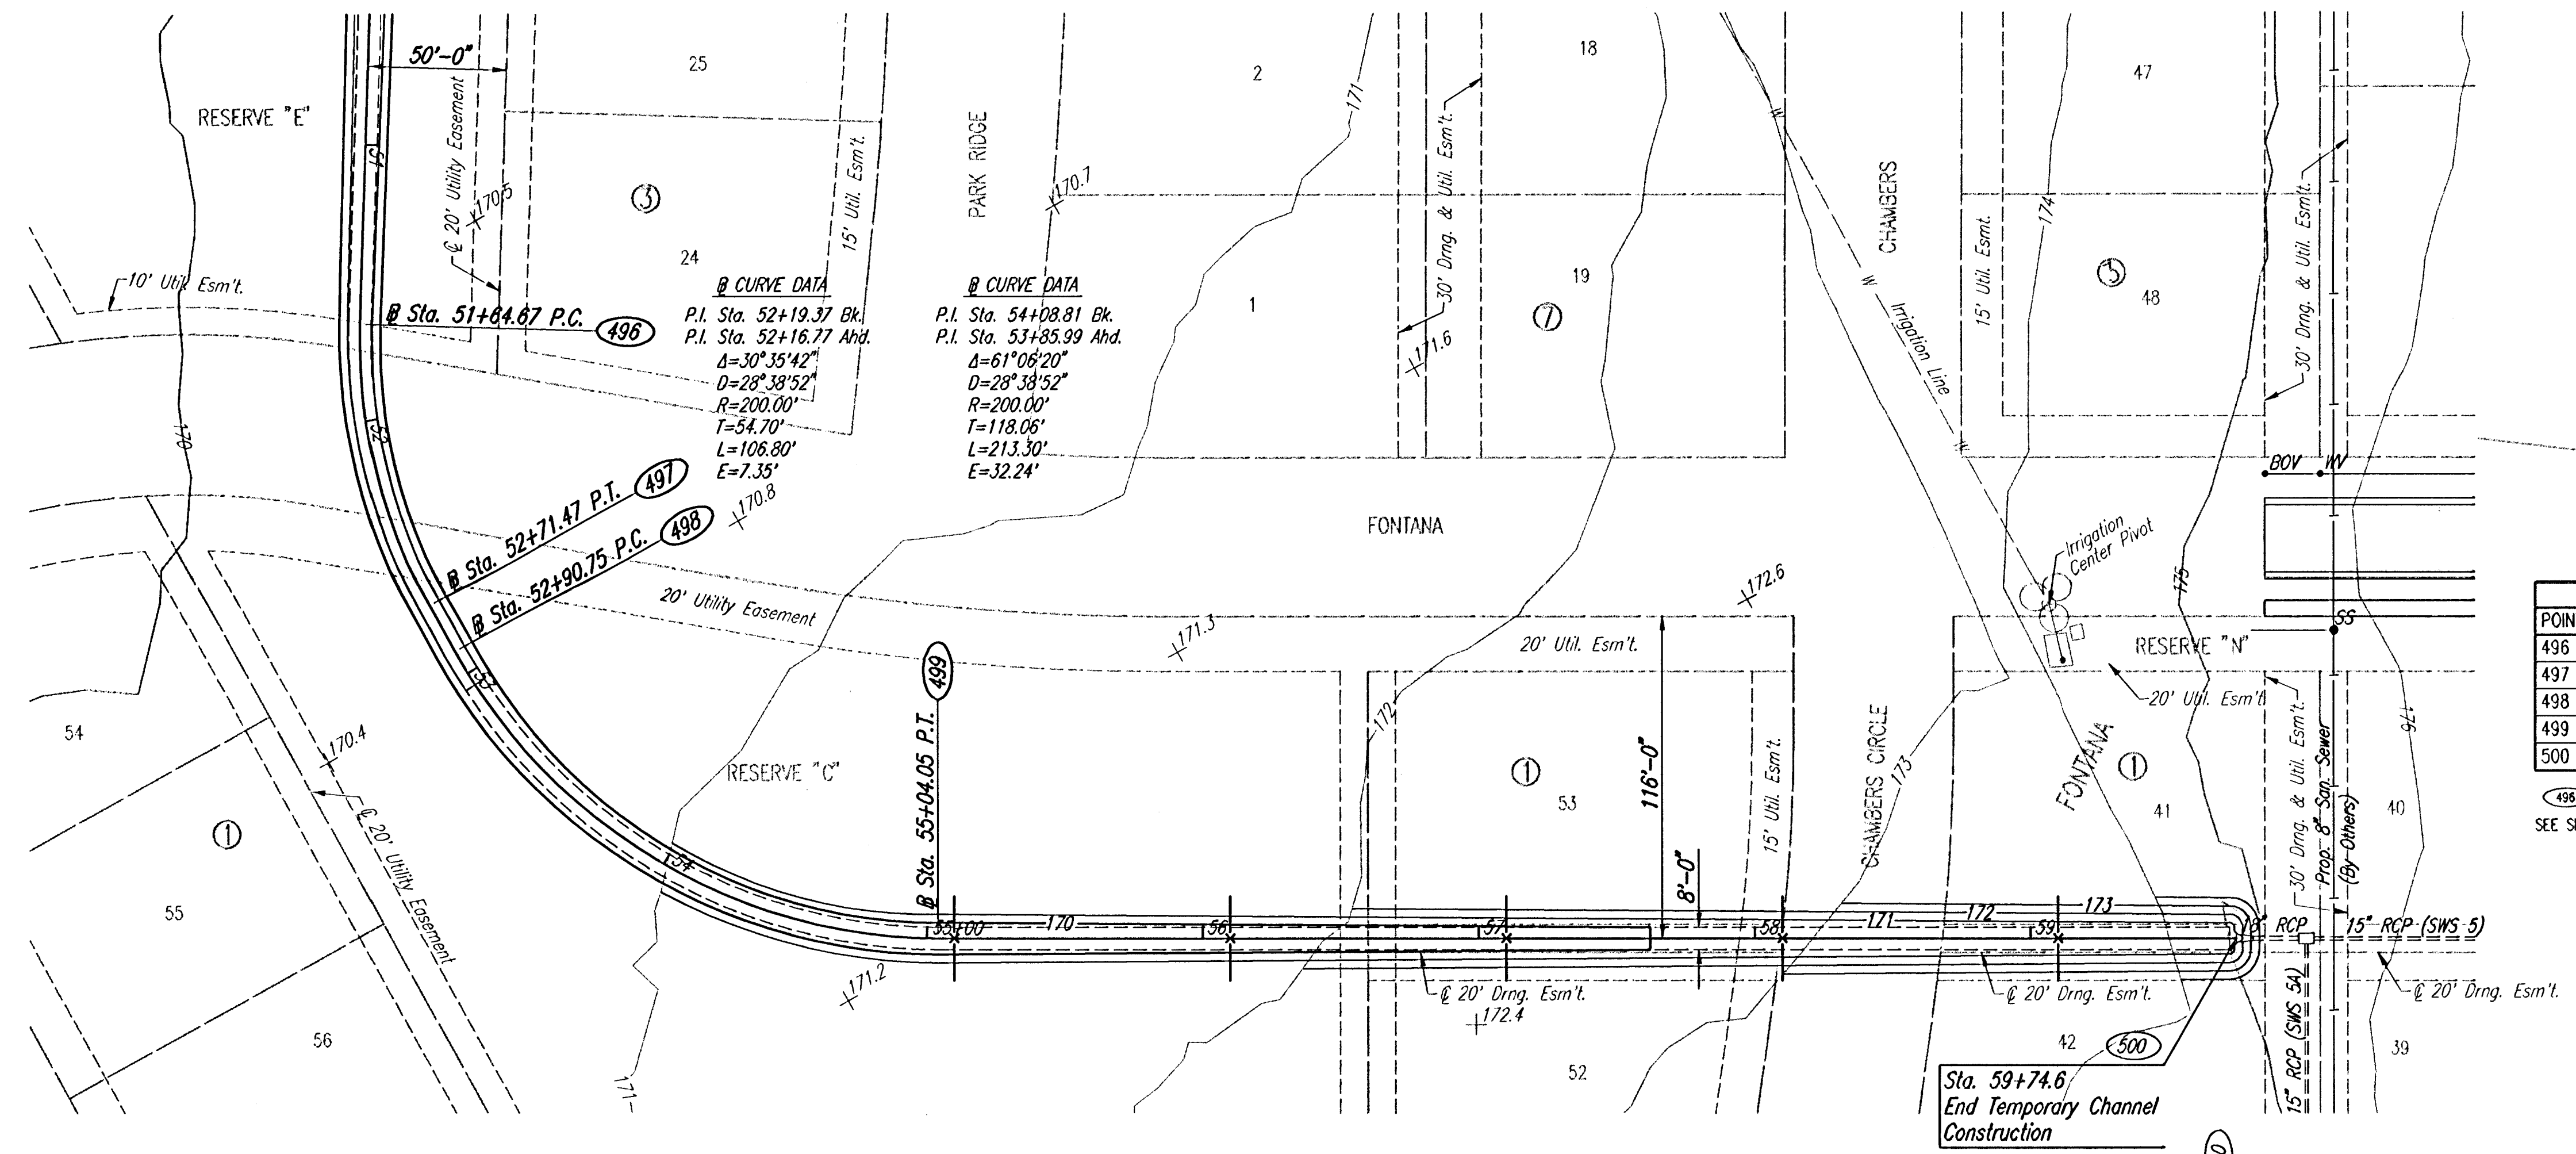 50'-0"
RESERVE "E"
25
2
18
47
171
PARK RIDGE
CHAMBERS
℄ 20' Utility Easement
170.5
3
15' Util. Esm't.
170.7
30' Drng. & Util. Esm't.
W
174
30' Drng. & Util. Esm't.
51
24
10' Util. Esm't.
1
19
7
W
Irrigation Line
15' Util. Esmt.
3
48
℞ Sta. 51+64.67 P.C.
496
℞ CURVE DATA
P.I. Sta. 52+19.37 Bk.
P.I. Sta. 52+16.77 Ahd.
Δ=30°35'42"
D=28°38'52"
R=200.00'
T=54.70'
L=106.80'
E=7.35'
℞ CURVE DATA
P.I. Sta. 54+08.81 Bk.
P.I. Sta. 53+85.99 Ahd.
Δ=61°06'20"
D=28°38'52"
R=200.00'
T=118.06'
L=213.30'
E=32.24'
171.6
170
52
W
BOV
WV
℞ Sta. 52+71.47 P.T.
497
170.8
℞ Sta. 52+90.75 P.C.
498
FONTANA
Irrigation
Center Pivot
175
20' Utility Easement
172.6
171.3
20' Util. Esm't.
RESERVE "N"
SS
POIN
496
497
498
499
500
496
SEE S
53
499
℞ Sta. 55+04.05 P.T.
20' Util. Esm't
54
170.4
RESERVE "C"
172
1
53
116'-0"
15' Util. Esm't.
CHAMBERS CIRCLE
173
FONTANA
1
41
30' Drng. & Util. Esm't.
Prop. 8" San. Sewer
(By Others)
176
40
1
℄ 20' Utility Easement
55
54
8'-0"
55+00
170
56
57
58
171
59
172
173
18"
RCP
15" RCP (SWS 5)
171.2
℄ 20' Drng. Esm't.
172.4
℄ 20' Drng. Esm't.
℄ 20' Drng. Esm't.
56
171
52
42
500
39
15" RCP (SWS 5A)
Sta. 59+74.6
End Temporary Channel
Construction